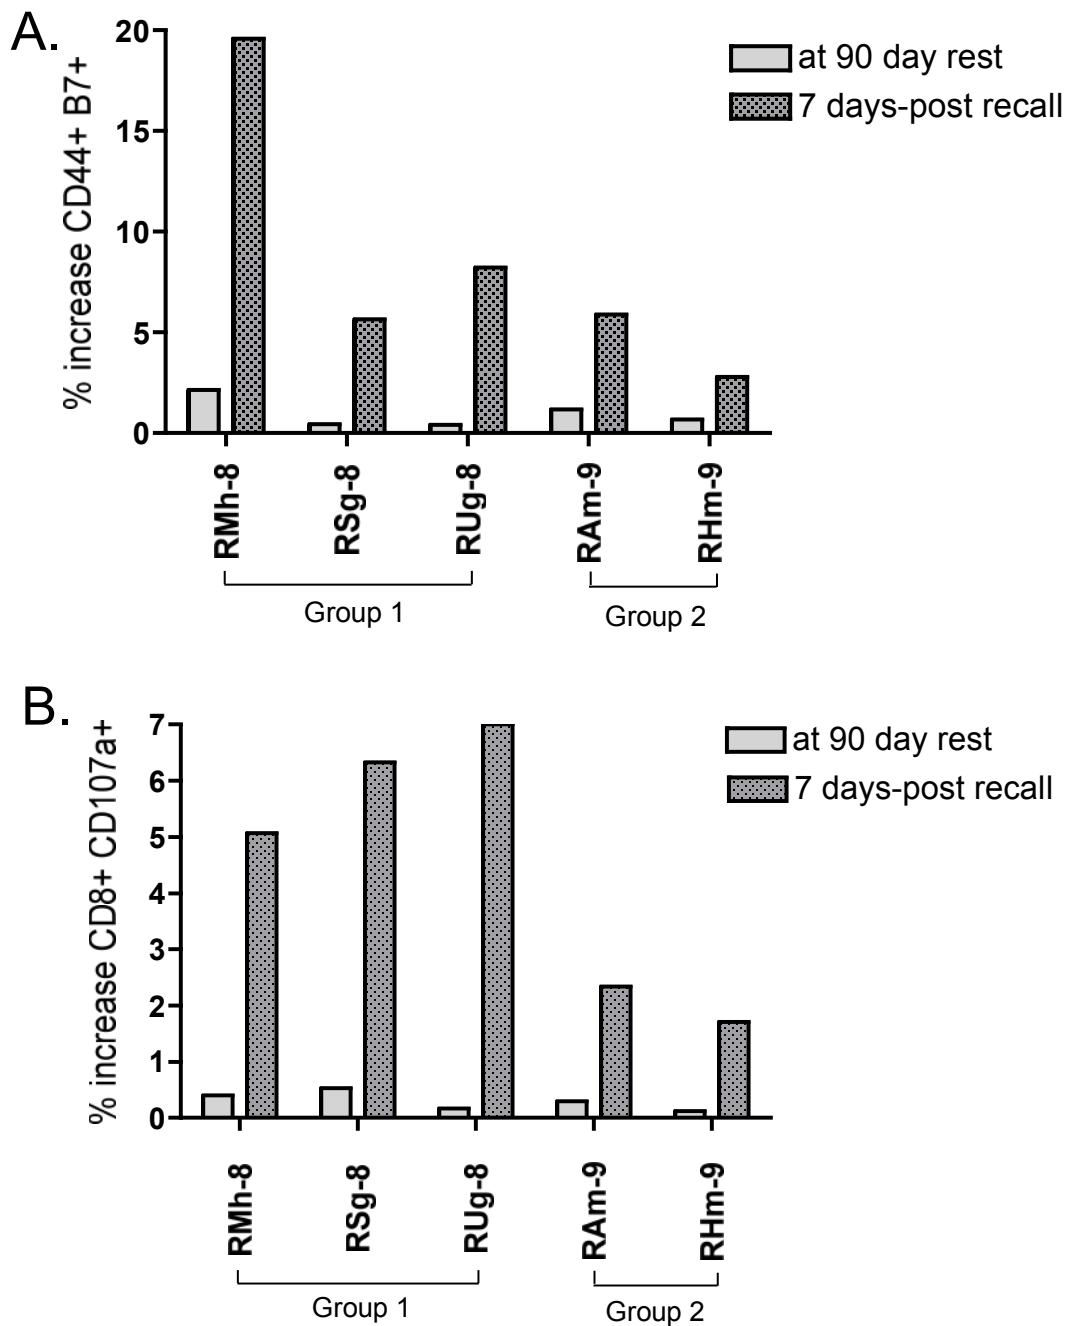 A.
% increase CD44+ B7+
20
15
10
5
0
at 90 day rest
7 days-post recall
RMh-8
RSg-8
RUg-8
RAm-9
RHm-9
Group 1
Group 2
B.
% increase CD8+ CD107a+
7
6
5
4
3
2
1
0
at 90 day rest
7 days-post recall
RMh-8
RSg-8
RUg-8
RAm-9
RHm-9
Group 1
Group 2